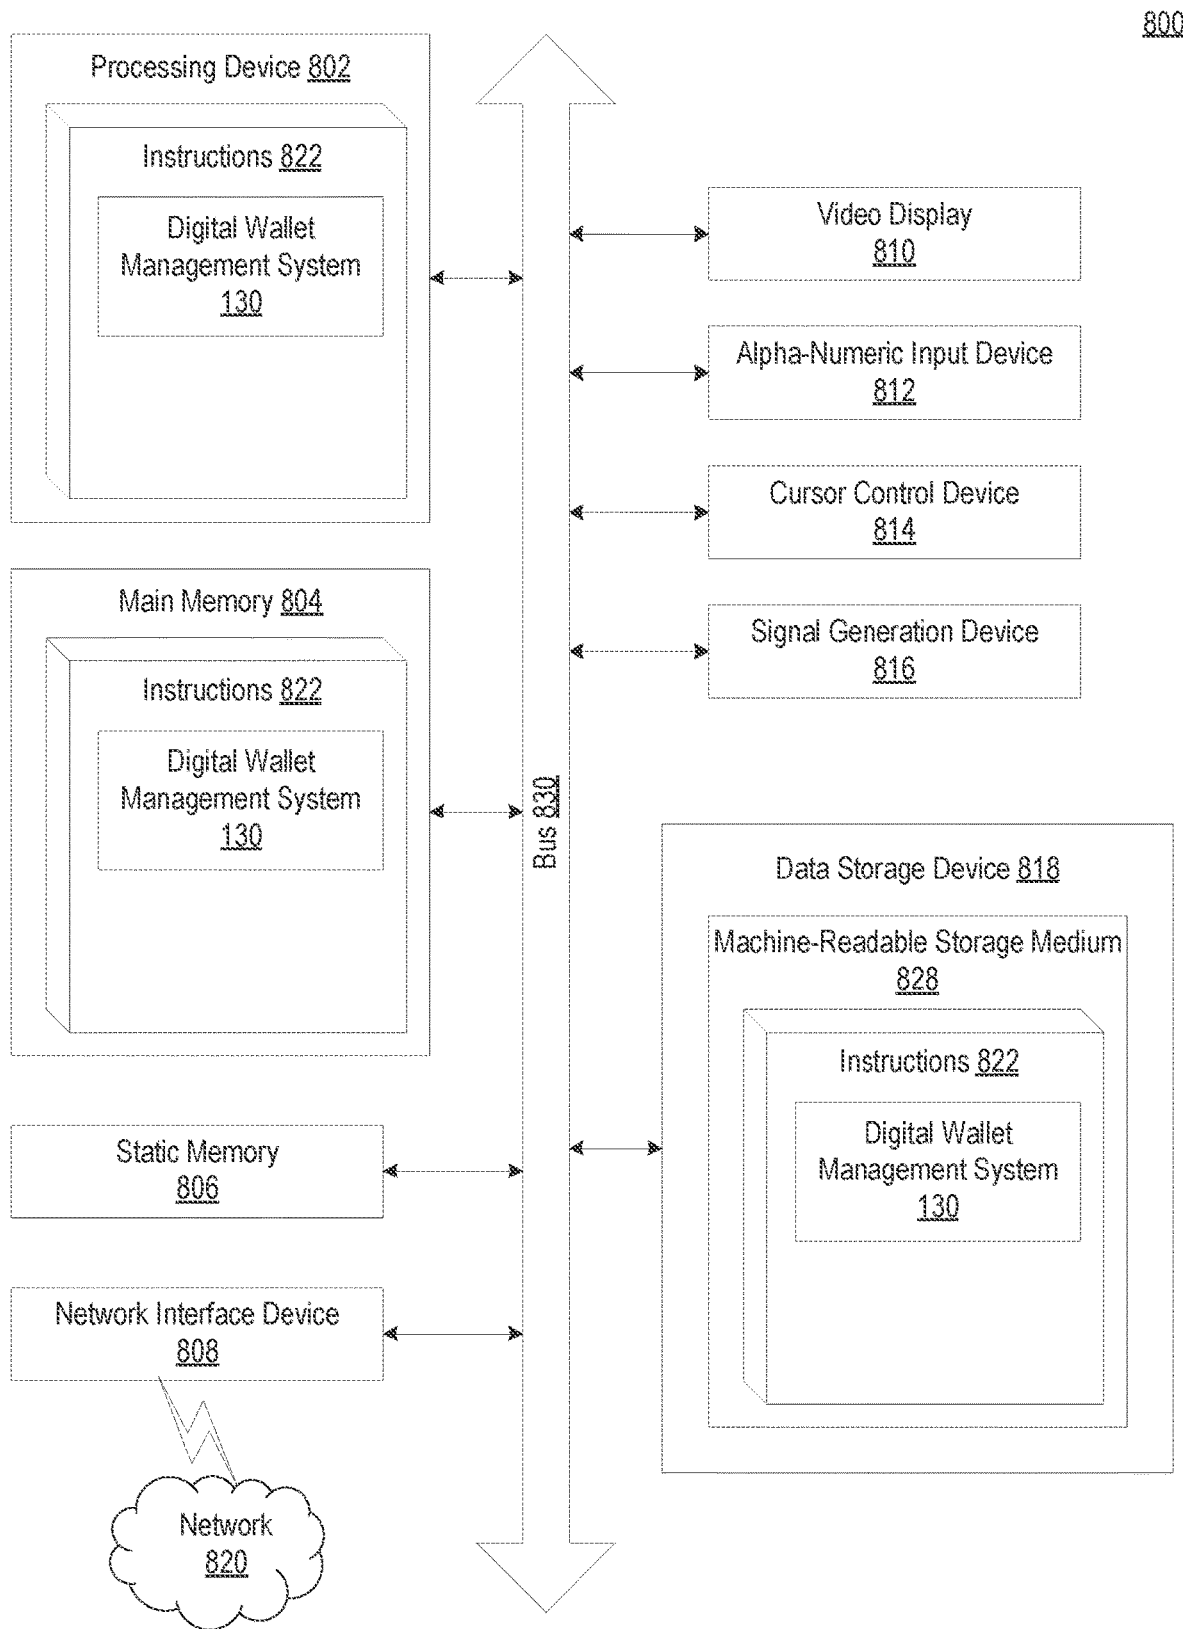 800
Processing Device 802
Instructions 822
Digital Wallet
Management System
130
Main Memory 804
Instructions 822
Digital Wallet
Management System
130
Static Memory
806
Network Interface Device
808
Network
820
Bus 830
Video Display
810
Alpha-Numeric Input Device
812
Cursor Control Device
814
Signal Generation Device
816
Data Storage Device 818
Machine-Readable Storage Medium
828
Instructions 822
Digital Wallet
Management System
130